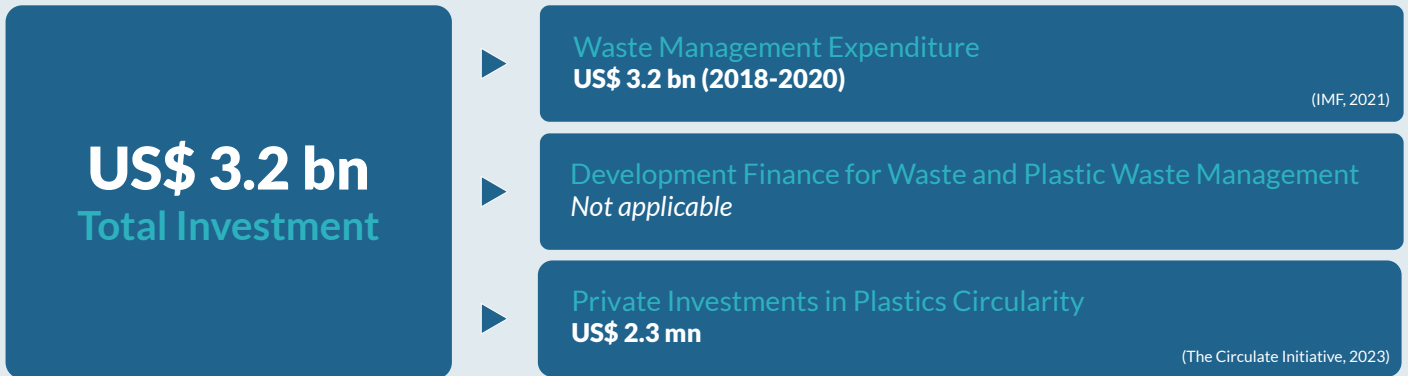 US$ 3.2 bn
Total Investment
Waste Management Expenditure
US$ 3.2 bn (2018-2020)
(IMF, 2021)
Development Finance for Waste and Plastic Waste Management
Not applicable
Private Investments in Plastics Circularity
US$ 2.3 mn
(The Circulate Initiative, 2023)